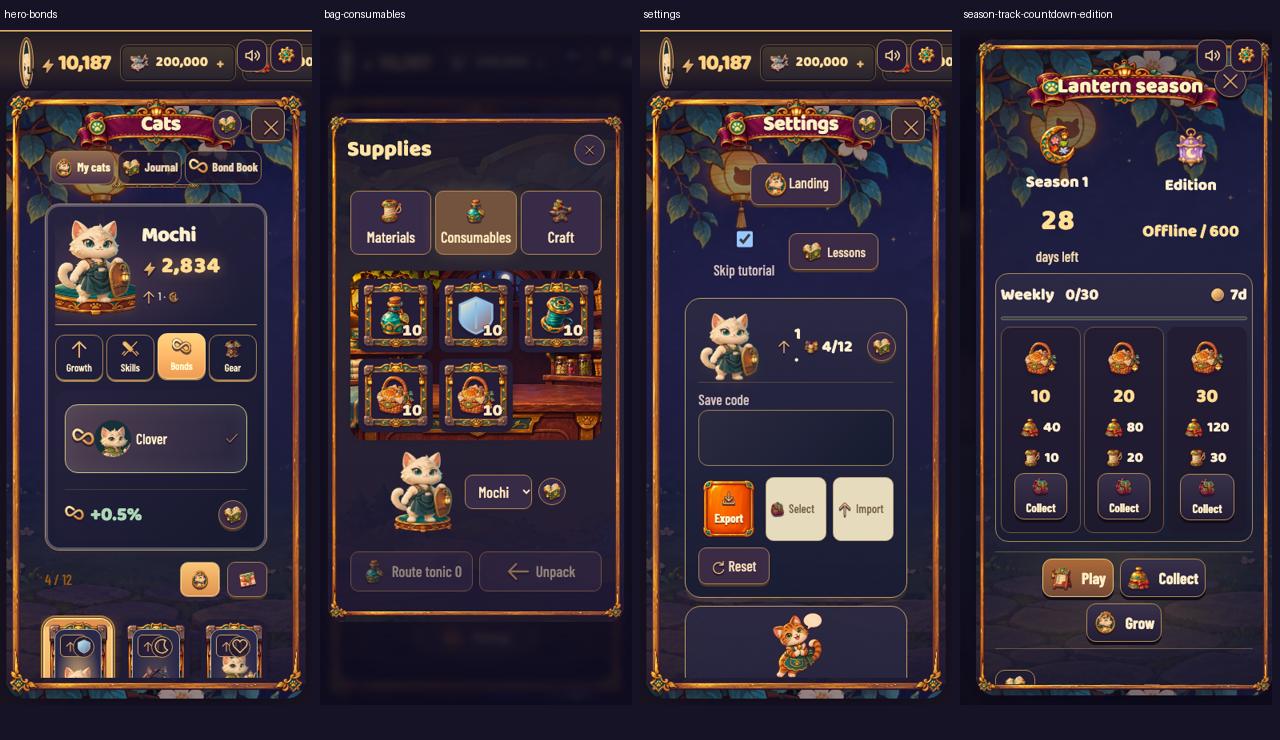 hero-bonds
10,187
200,000 +
Cats
My cats
Journal
Bond Book
Mochi
2,834
1 ·
Growth
Skills
Bonds
Gear
Clover
+0.5%
4 / 12
bag-consumables
Supplies
Materials
Consumables
Craft
10
10
10
10
10
Mochi
Route tonic 0
Unpack
settings
10,187
200,000 +
Settings
Landing
Skip tutorial
Lessons
1 · 4/12
Save code
Export
Select
Import
Reset
season-track-countdown-edition
Lantern season
Season 1
Edition
28
Offline / 600
days left
Weekly 0/30
7d
10
20
30
40
80
120
10
20
30
Collect
Collect
Collect
Play
Collect
Grow